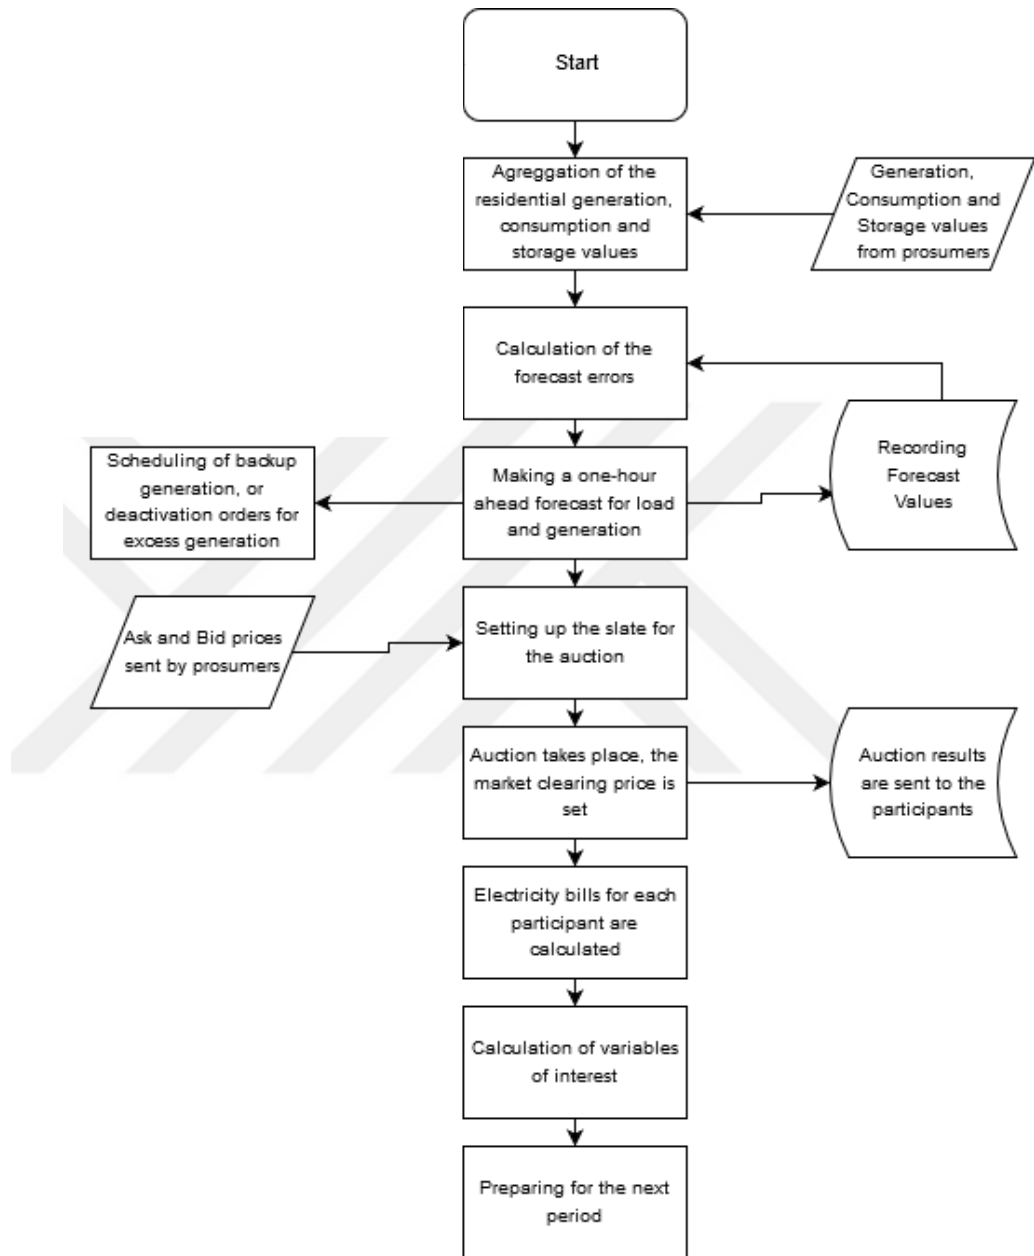 Start
Agreggation of the
residential generation,
consumption and
storage values
Generation,
Consumption and
Storage values
from prosumers
Calculation of the
forecast errors
Recording
Forecast
Values
Scheduling of backup
generation, or
deactivation orders for
excess generation
Making a one-hour
ahead forecast for load
and generation
Ask and Bid prices
sent by prosumers
Setting up the slate for
the auction
Auction takes place, the
market clearing price is
set
Auction results
are sent to the
participants
Electricity bills for each
participant are
calculated
Calculation of variables
of interest
Preparing for the next
period